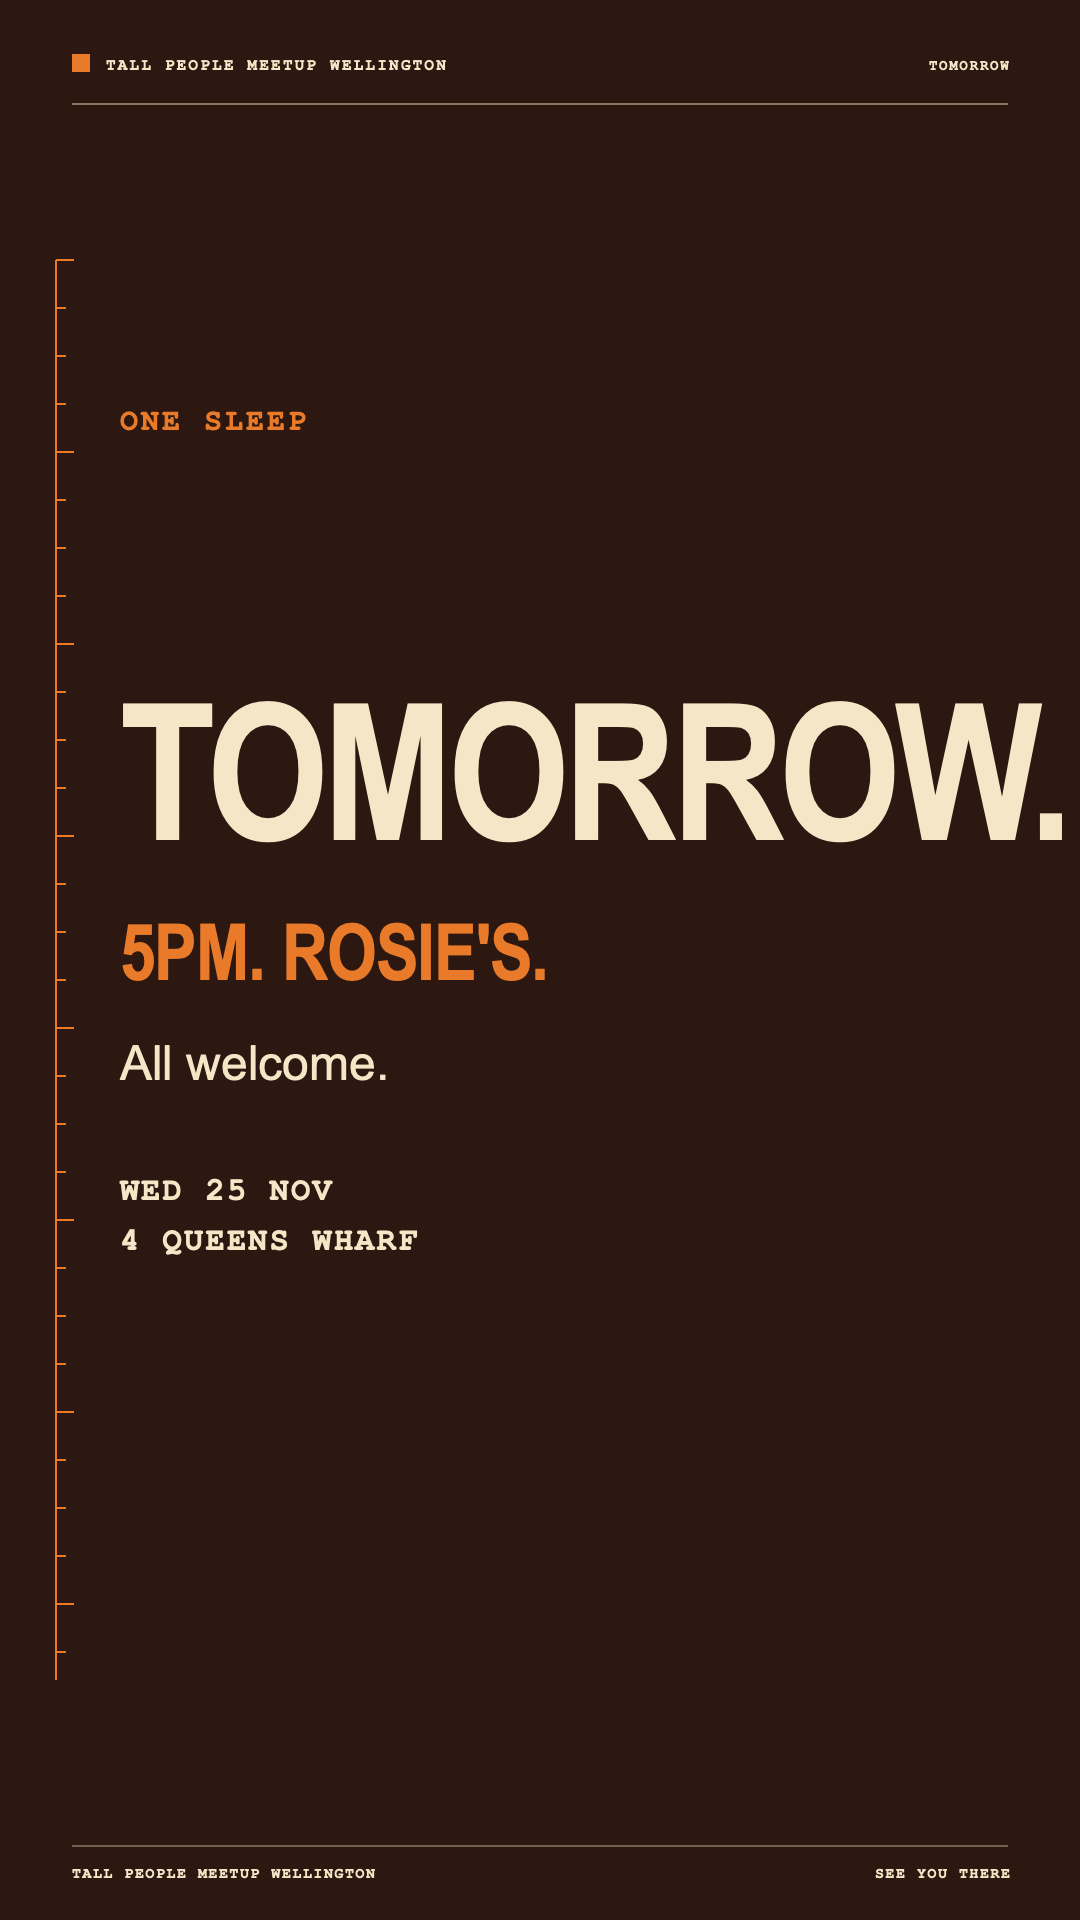 TALL PEOPLE MEETUP WELLINGTON
TOMORROW
ONE SLEEP
TOMORROW.
5PM. ROSIE'S.
All welcome.
WED 25 NOV
4 QUEENS WHARF
TALL PEOPLE MEETUP WELLINGTON
SEE YOU THERE